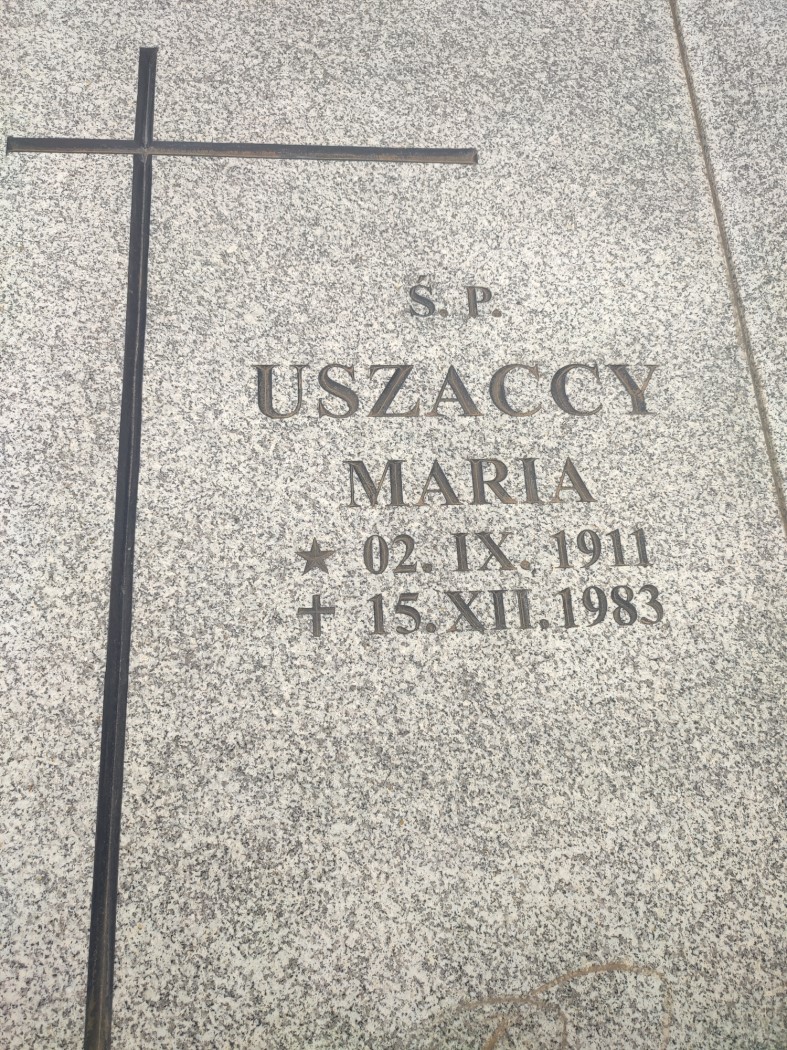 Ś. P.
USZACCY
MARIA
★ 02. IX. 1911
✝ 15.XII.1983